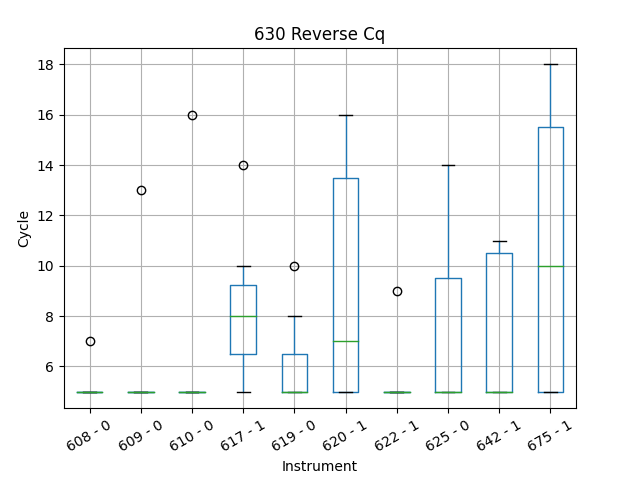 630 Reverse Cq
18
16
14
12
10
8
6
Cycle
608 - 0
609 - 0
610 - 0
617 - 1
619 - 0
620 - 1
622 - 1
625 - 0
642 - 1
675 - 1
Instrument